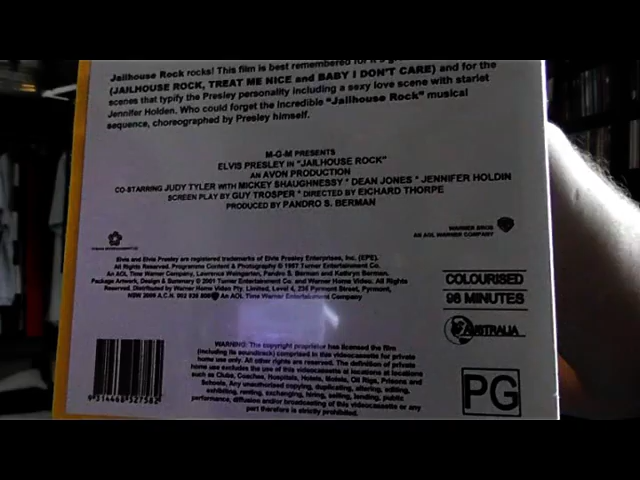 Jailhouse Rock rocks! This film is best remembered for it's
(JAILHOUSE ROCK, TREAT ME NICE and BABY I DON'T CARE) and for the
scenes that typify the Presley personality including a sexy love scene with starlet
Jennifer Holden. Who could forget the incredible "Jailhouse Rock" musical
sequence, choreographed by Presley himself.
M-G-M PRESENTS
ELVIS PRESLEY IN "JAILHOUSE ROCK"
AN AVON PRODUCTION
CO-STARRING JUDY TYLER WITH MICKEY SHAUGHNESSY * DEAN JONES * JENNIFER HOLDIN
SCREEN PLAY BY GUY TROSPER * DIRECTED BY EICHARD THORPE
PRODUCED BY PANDRO S. BERMAN
WARNER BROS
AN AOL WARNER COMPANY
Elvis and Elvis Presley are registered trademarks of Elvis Presley Enterprises, Inc. (EPE).
All Rights Reserved. Programme Content & Photography © 1957 Turner Entertainment Co.
An AOL Time Warner Company, Lawrence Weingarten, Pandro S. Berman and Kathryn Berman.
Package Artwork, Design & Summary © 2001 Turner Entertainment Co. and Warner Home Video. All Rights
Reserved. Distributed by Warner Home Video Pty. Limited, Level 4, 235 Pyrmont Street, Pyrmont,
NSW 2009 A.C.N. An AOL Time Warner Entertainment Company
COLOURISED
98 MINUTES
AUSTRALIA
WARNING: The copyright proprietor has licensed the film
(including its soundtrack) comprised in this videocassette for private
home use only. All other rights are reserved. The definition of private
home use excludes the use of this videocassette at locations at locations
such as Clubs, Coaches, Hospitals, Hotels, Motels, Oil Rigs, Prisons and
Schools, Any unauthorised copying, duplicating, altering, editing,
exhibiting, renting, exchanging, hiring, selling, lending, public
performance, diffusion and/or broadcasting of this videocassette or any
part therefor is strictly prohibited.
9 314448 527582
PG